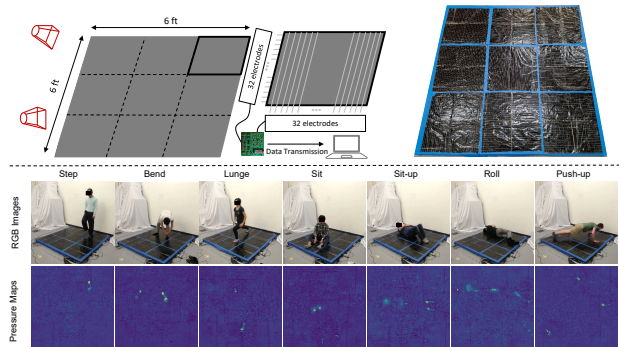 6 ft
6 ft
32 electrodes
32 electrodes
Data Transmission
Step Bend Lunge Sit Sit-up Roll Push-up
RGB Images
Pressure Maps